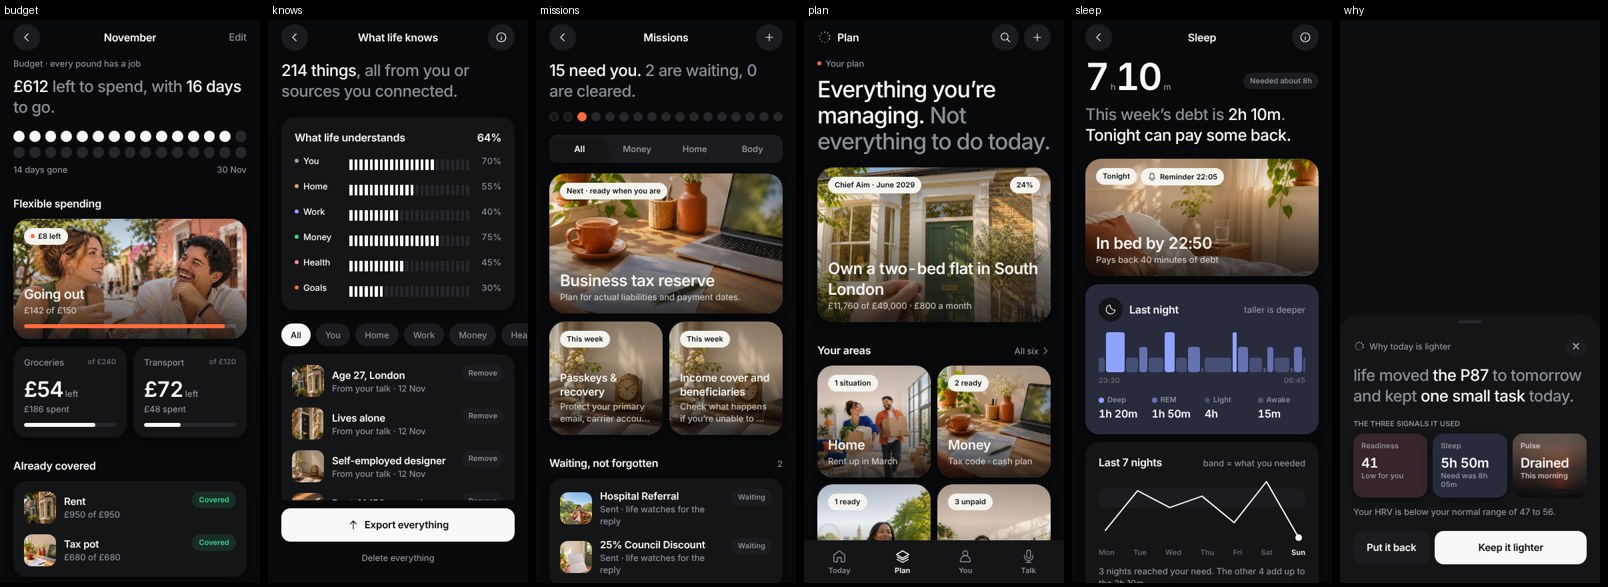 budget
November
Edit
Budget · every pound has a job
£612 left to spend, with 16 days
to go.
14 days gone
30 Nov
Flexible spending
£8 left
Going out
£142 of £150
Groceries
of £240
£54 left
£186 spent
Transport
of £120
£72 left
£48 spent
Already covered
Rent
£950 of £950
Covered
Tax pot
£680 of £680
Covered
knows
What life knows
214 things, all from you or
sources you connected.
What life understands
64%
You
70%
Home
55%
Work
40%
Money
75%
Health
45%
Goals
30%
All
You
Home
Work
Money
Hea
Age 27, London
From your talk · 12 Nov
Remove
Lives alone
From your talk · 12 Nov
Remove
Self-employed designer
From your talk · 12 Nov
Remove
Export everything
Delete everything
missions
Missions
15 need you. 2 are waiting, 0
are cleared.
All
Money
Home
Body
Next · ready when you are
Business tax reserve
Plan for actual liabilities and payment dates.
This week
Passkeys &
recovery
Protect your primary
email, carrier accou...
This week
Income cover and
beneficiaries
Check what happens
if you're unable to ...
Waiting, not forgotten
2
Hospital Referral
Sent · life watches for the
reply
Waiting
25% Council Discount
Sent · life watches for the
reply
Waiting
plan
Plan
Your plan
Everything you're
managing. Not
everything to do today.
Chief Aim · June 2029
24%
Own a two-bed flat in South
London
£11,760 of £49,000 · £800 a month
Your areas
All six
1 situation
Home
Rent up in March
2 ready
Money
Tax code · cash plan
1 ready
3 unpaid
Today
Plan
You
Talk
sleep
Sleep
7h10m
Needed about 8h
This week's debt is 2h 10m.
Tonight can pay some back.
Tonight
Reminder 22:05
In bed by 22:50
Pays back 40 minutes of debt
Last night
taller is deeper
23:20
06:45
Deep
1h 20m
REM
1h 50m
Light
4h
Awake
15m
Last 7 nights
band = what you needed
Mon
Tue
Wed
Thu
Fri
Sat
Sun
3 nights reached your need. The other 4 add up to
the 2h 10m.
why
Why today is lighter
life moved the P87 to tomorrow
and kept one small task today.
THE THREE SIGNALS IT USED
Readiness
41
Low for you
Sleep
5h 50m
Need was 8h
05m
Pulse
Drained
This morning
Your HRV is below your normal range of 47 to 56.
Put it back
Keep it lighter